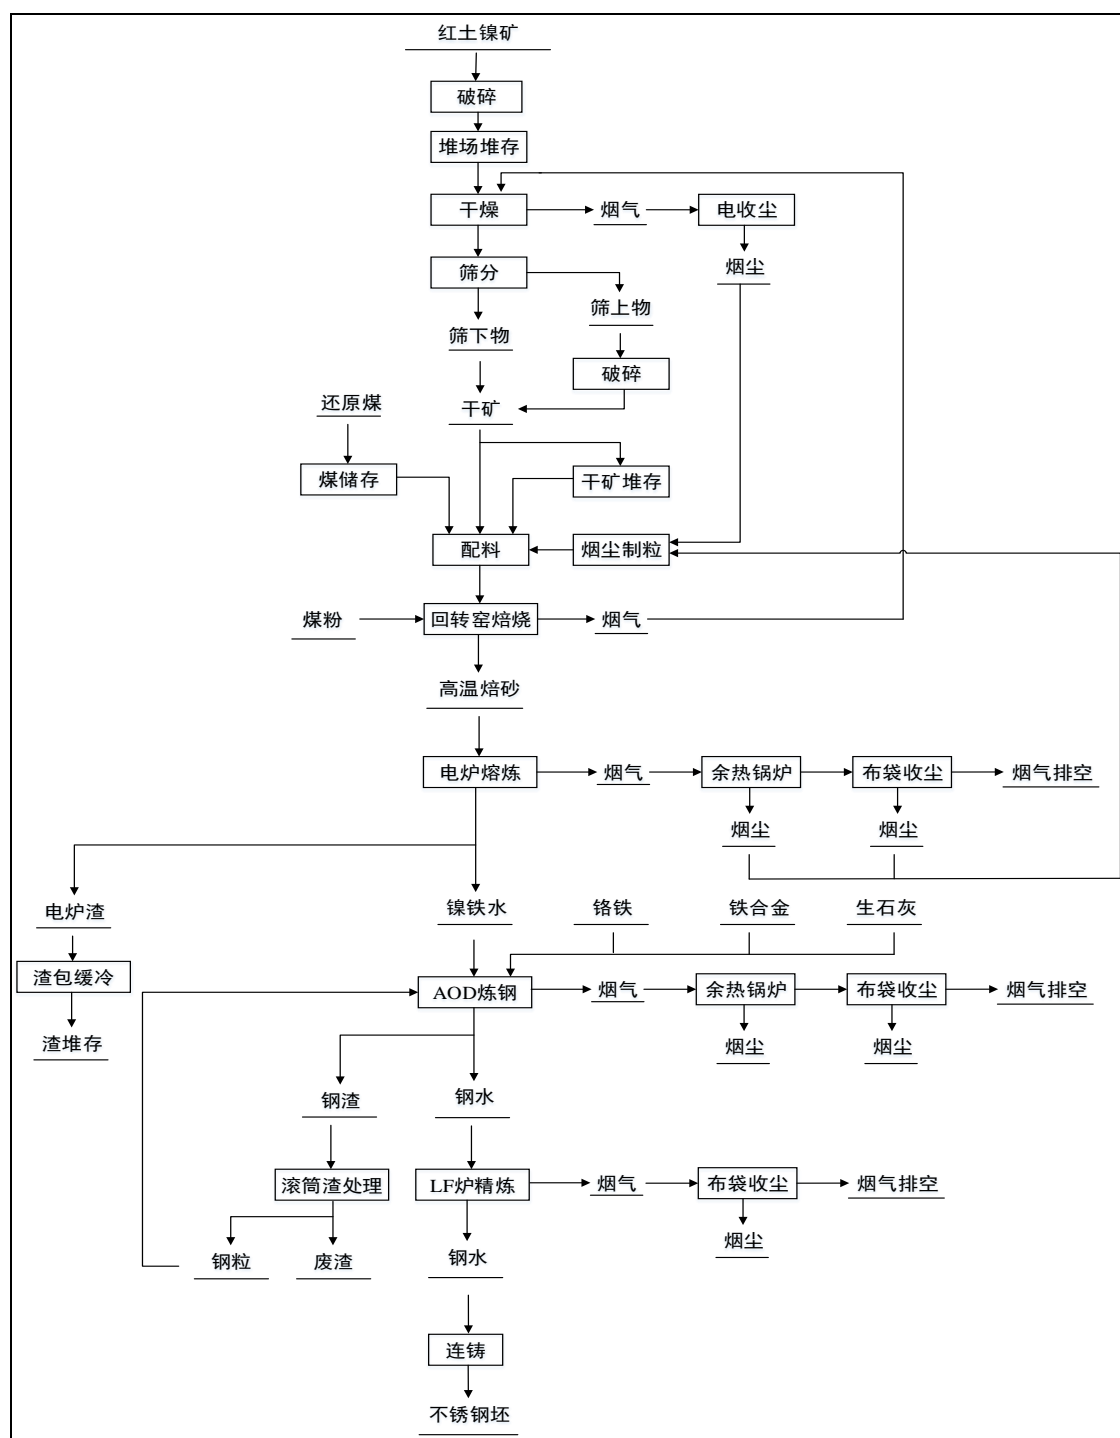 红土镍矿
破碎
堆场堆存
干燥
烟气
电收尘
筛分
烟尘
筛上物
筛下物
破碎
还原煤
干矿
煤储存
干矿堆存
配料
烟尘制粒
煤粉
回转窑焙烧
烟气
高温焙砂
电炉熔炼
烟气
余热锅炉
布袋收尘
烟气排空
烟尘
烟尘
电炉渣
镍铁水
铬铁
铁合金
生石灰
渣包缓冷
AOD炼钢
烟气
余热锅炉
布袋收尘
烟气排空
渣堆存
烟尘
烟尘
钢渣
钢水
滚筒渣处理
LF炉精炼
烟气
布袋收尘
烟气排空
烟尘
钢粒
废渣
钢水
连铸
不锈钢坯